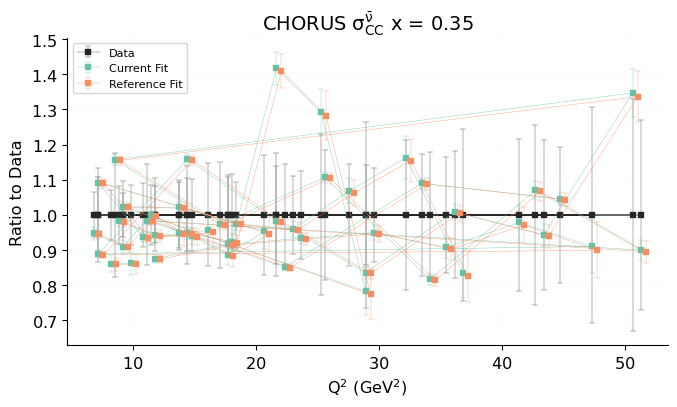 CHORUS σ^ν̄_CC x = 0.35
Data
Current Fit
Reference Fit
Ratio to Data
1.5
1.4
1.3
1.2
1.1
1.0
0.9
0.8
0.7
10 20 30 40 50
Q² (GeV²)